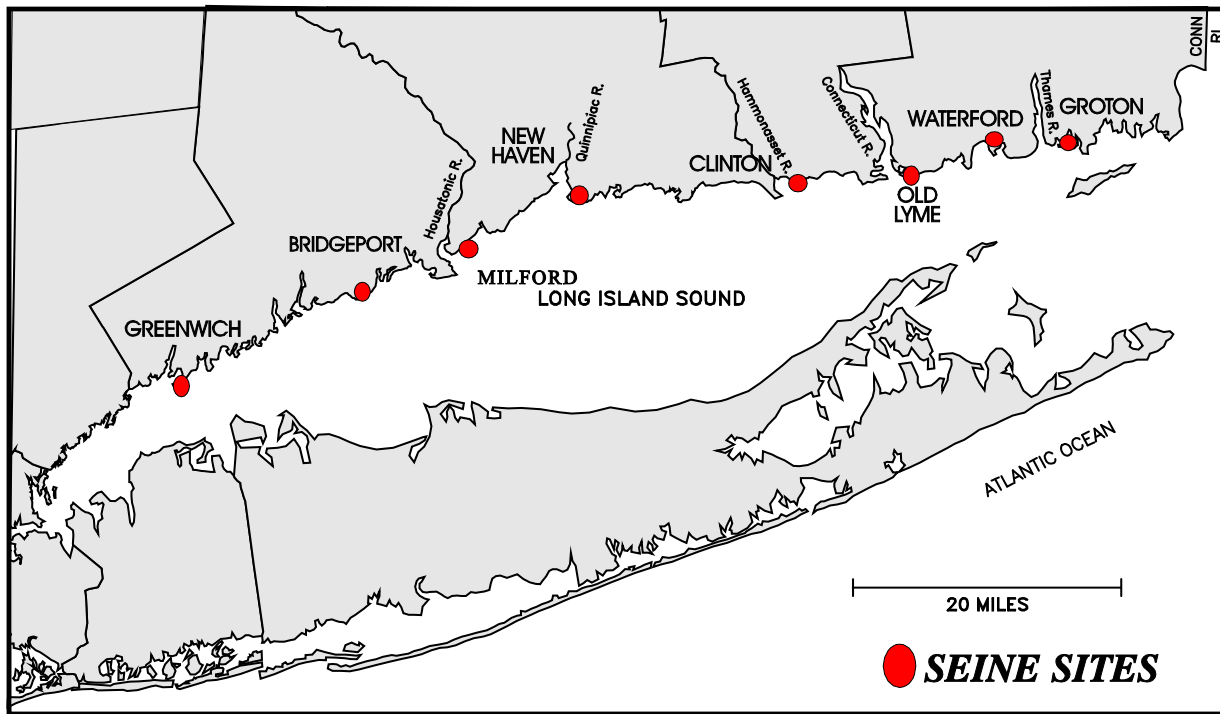 CONN
RI
Thames R.
GROTON
WATERFORD
Connecticut R.
Hammonasset R.
CLINTON
OLD
LYME
Quinnipiac R.
NEW
HAVEN
Housatonic R.
BRIDGEPORT
MILFORD
LONG ISLAND SOUND
GREENWICH
ATLANTIC OCEAN
20 MILES
SEINE SITES